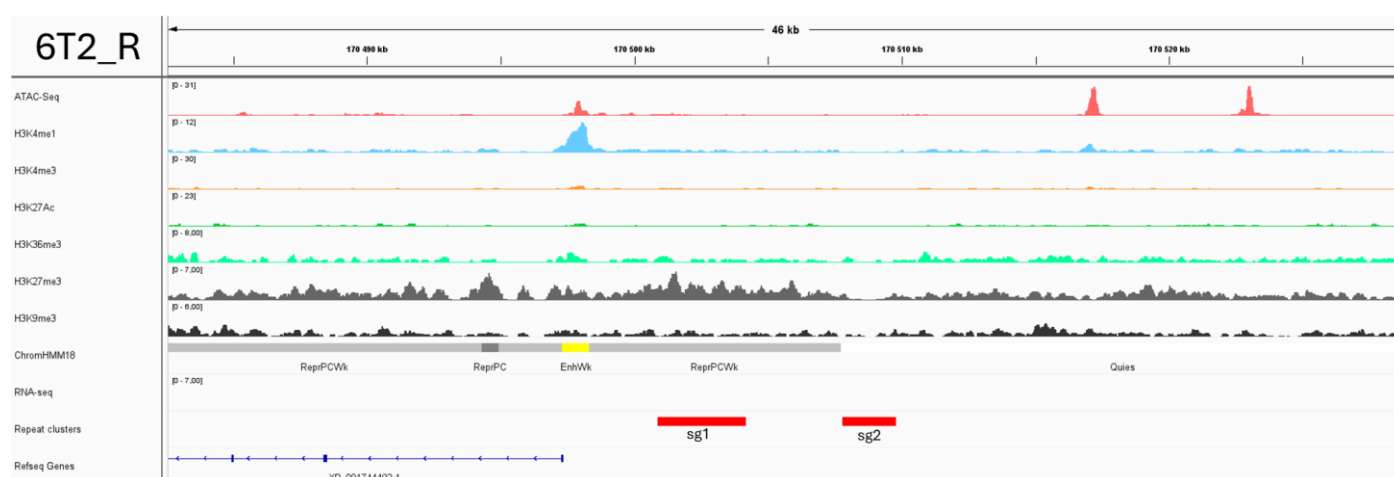 6T2_R
46 kb
170 490 kb
170 500 kb
170 510 kb
170 520 kb
ATAC-Seq
[0 - 31]
H3K4me1
[0 - 12]
H3K4me3
[0 - 30]
H3K27Ac
[0 - 23]
H3K36me3
[0 - 8,00]
H3K27me3
[0 - 7,00]
H3K9me3
[0 - 6,00]
ChromHMM18
ReprPCWk ReprPC EnhWk ReprPCWk Quies
RNA-seq
[0 - 7,00]
Repeat clusters
sg1 sg2
Refseq Genes